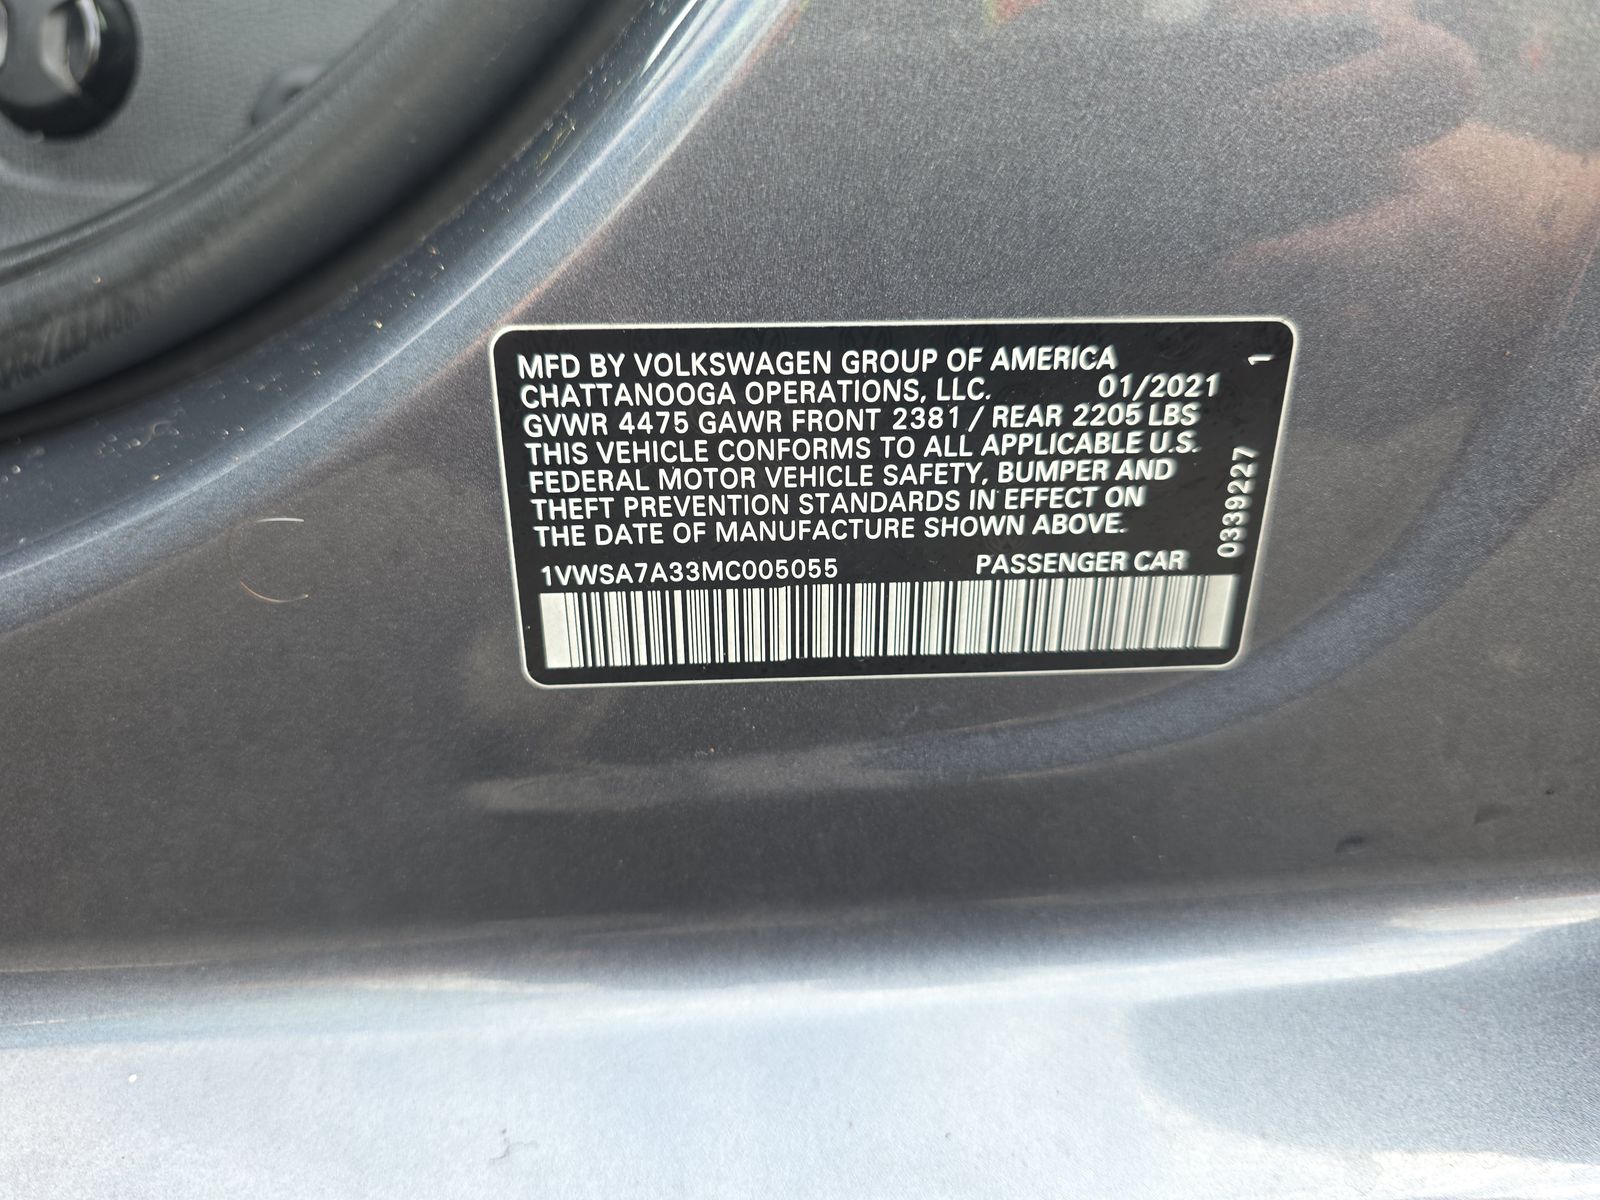 MFD BY VOLKSWAGEN GROUP OF AMERICA
CHATTANOOGA OPERATIONS, LLC. 01/2021
GVWR 4475 GAWR FRONT 2381 / REAR 2205 LBS
THIS VEHICLE CONFORMS TO ALL APPLICABLE U.S.
FEDERAL MOTOR VEHICLE SAFETY, BUMPER AND
THEFT PREVENTION STANDARDS IN EFFECT ON
THE DATE OF MANUFACTURE SHOWN ABOVE.
1VWSA7A33MC005055 PASSENGER CAR
0339227
1